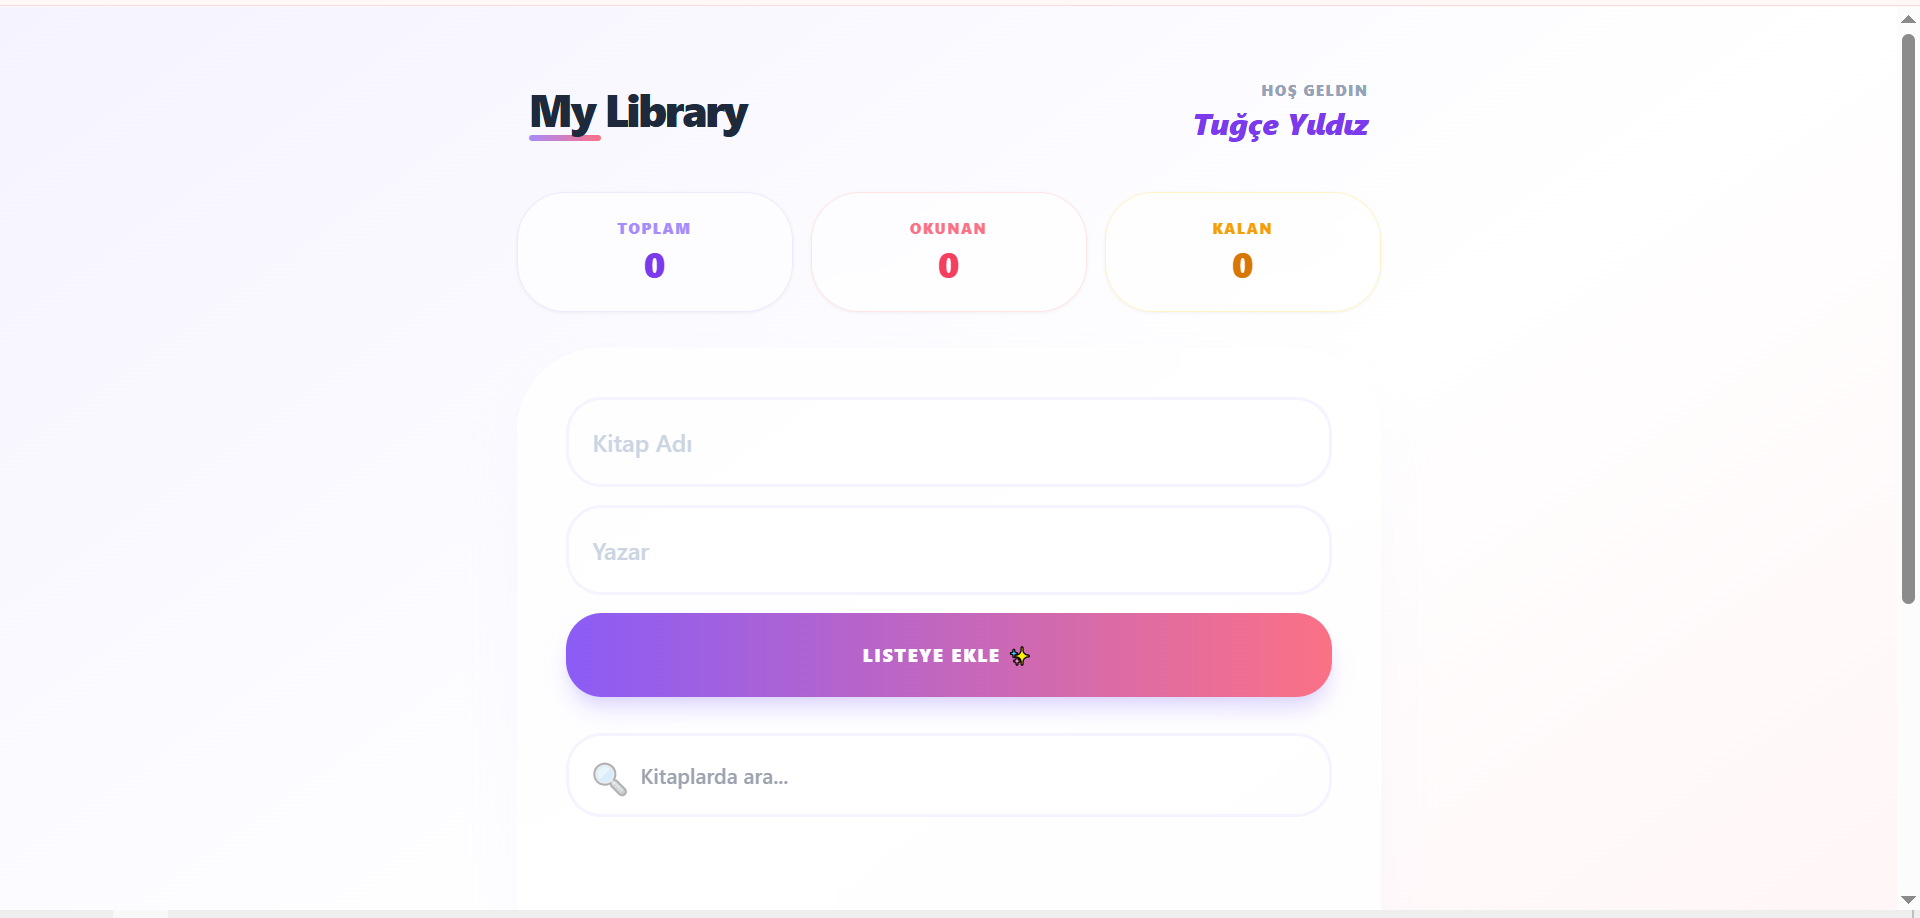 My Library
HOŞ GELDIN
Tuğçe Yıldız
TOPLAM
0
OKUNAN
0
KALAN
0
Kitap Adı
Yazar
LISTEYE EKLE ✨
Kitaplarda ara...